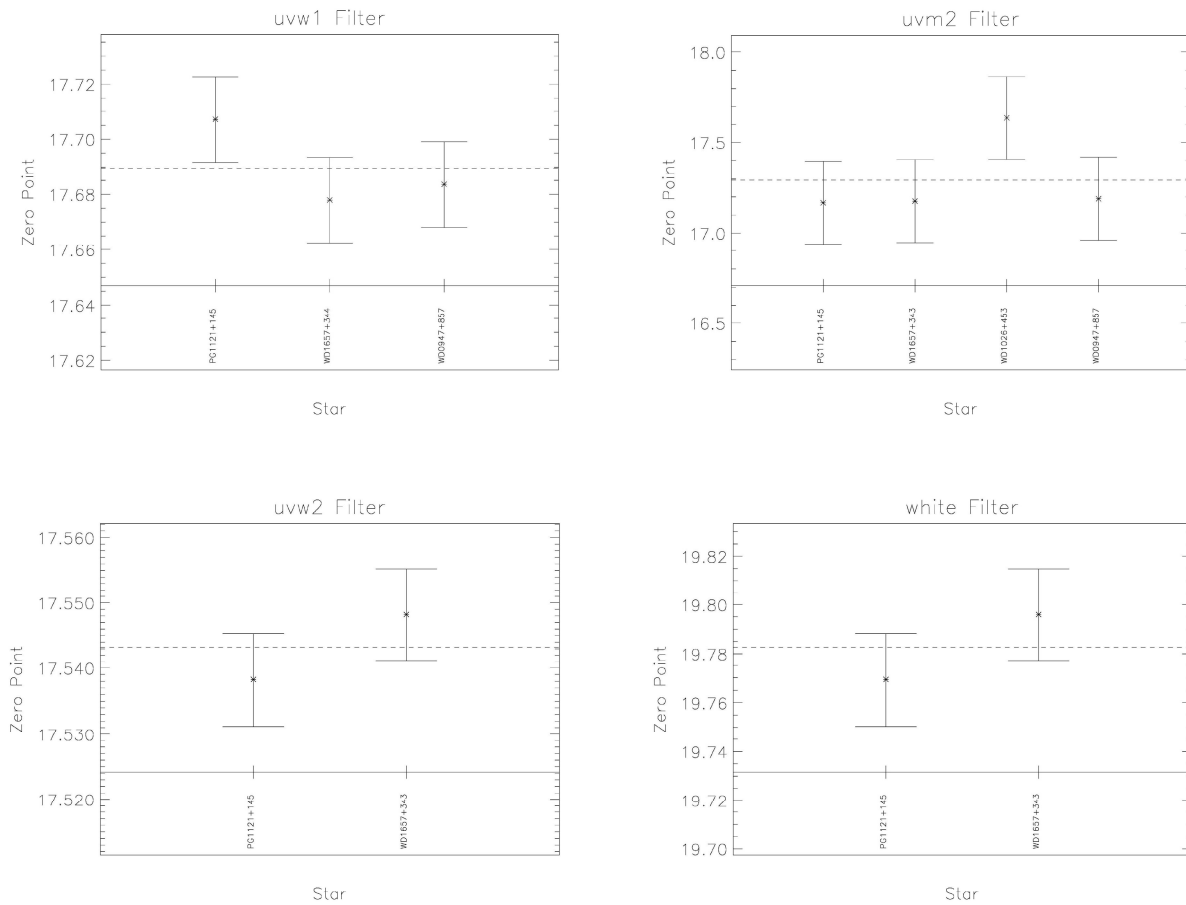 uvw1 Filter
Zero Point
17.72
17.70
17.68
17.66
17.64
17.62
PG1121+145
WD1657+344
WD0947+857
Star
uvm2 Filter
Zero Point
18.0
17.5
17.0
16.5
PG1121+145
WD1657+343
WD1026+453
WD0947+857
Star
uvw2 Filter
Zero Point
17.560
17.550
17.540
17.530
17.520
PG1121+145
WD1657+343
Star
white Filter
Zero Point
19.82
19.80
19.78
19.76
19.74
19.72
19.70
PG1121+145
WD1657+343
Star